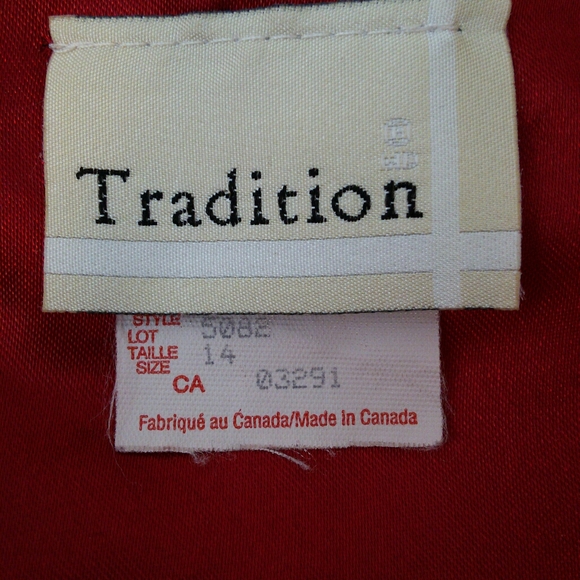 Tradition
STYLE 5082
LOT
TAILLE 14
SIZE
CA 03291
Fabriqué au Canada/Made in Canada